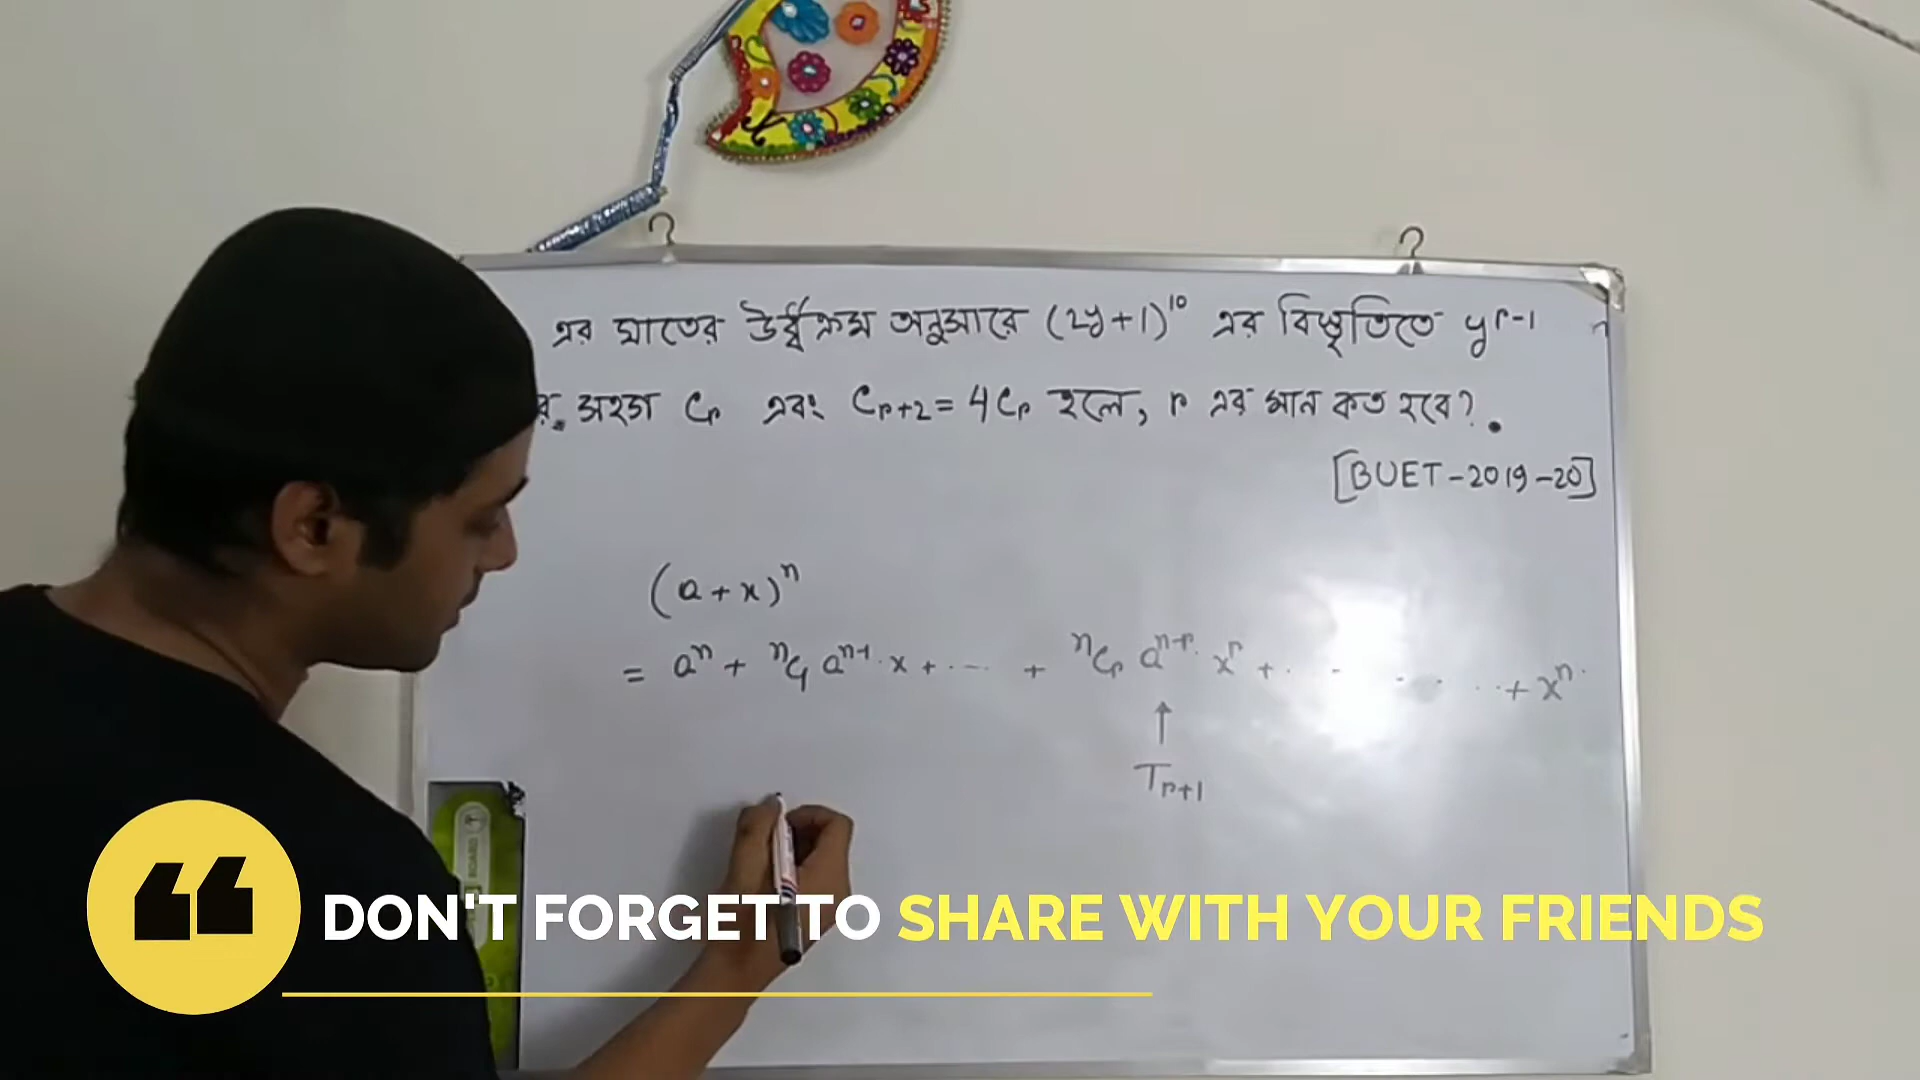 এর ঘাতের উর্ধ্বক্রম অনুসারে (2y+1)¹⁰ এর বিস্তৃতিতে yʳ⁻¹
র সহগ Cᵣ এবং Cᵣ₊₂ = 4Cᵣ হলে, r এর মান কত হবে?
[BUET-2019-20]
(a+x)ⁿ
= aⁿ + ⁿC₁ aⁿ⁻¹.x + ..... + ⁿCᵣ aⁿ⁻ʳ. xʳ + . . . . . . + xⁿ.
↑
Tᵣ₊₁
DON'T FORGET TO SHARE WITH YOUR FRIENDS